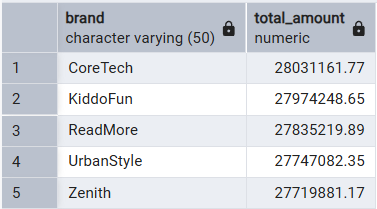 brand total_amount
character varying (50) numeric
1 CoreTech 28031161.77
2 KiddoFun 27974248.65
3 ReadMore 27835219.89
4 UrbanStyle 27747082.35
5 Zenith 27719881.17